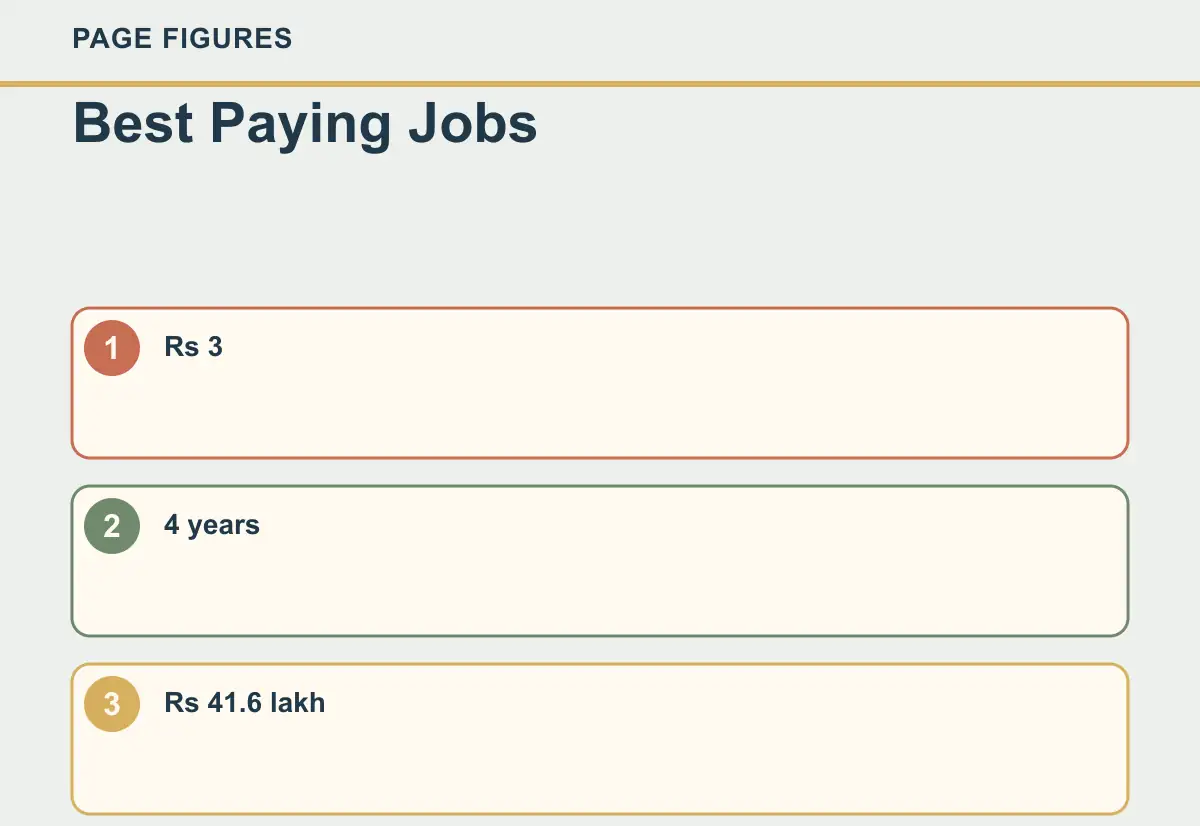 PAGE FIGURES
Best Paying Jobs
1
Rs 3
2
4 years
3
Rs 41.6 lakh